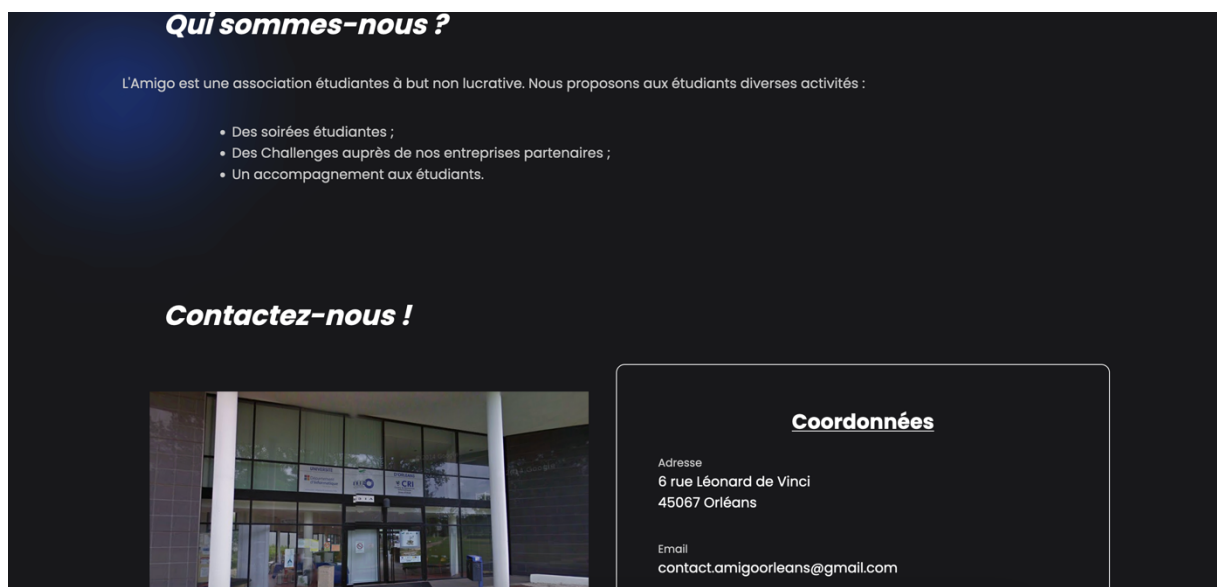 Qui sommes-nous ?
L'Amigo est une association étudiantes à but non lucrative. Nous proposons aux étudiants diverses activités :
• Des soirées étudiantes ;
• Des Challenges auprès de nos entreprises partenaires ;
• Un accompagnement aux étudiants.
Contactez-nous !
CRI
Coordonnées
Adresse
6 rue Léonard de Vinci
45067 Orléans
Email
contact.amigoorleans@gmail.com